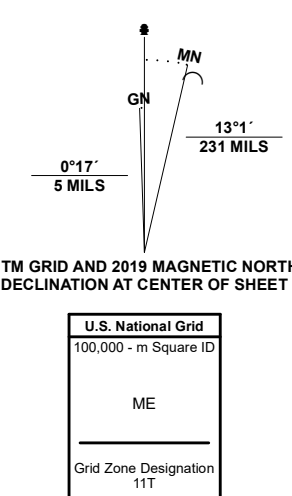 MN
GN
13°1´
231 MILS
0°17´
5 MILS
TM GRID AND 2019 MAGNETIC NORTH
DECLINATION AT CENTER OF SHEET
U.S. National Grid
100,000 - m Square ID
ME
Grid Zone Designation
11T